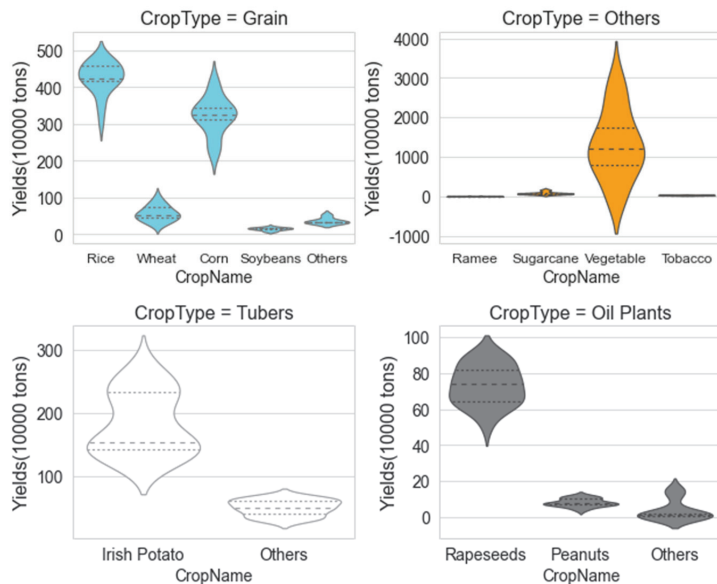 CropType = Grain
Yields(10000 tons)
500
400
300
200
100
0
Rice Wheat Corn Soybeans Others
CropName
CropType = Others
Yields(10000 tons)
4000
3000
2000
1000
0
-1000
Ramee Sugarcane Vegetable Tobacco
CropName
CropType = Tubers
Yields(10000 tons)
300
200
100
Irish Potato Others
CropName
CropType = Oil Plants
Yields(10000 tons)
100
80
60
40
20
0
Rapeseeds Peanuts Others
CropName